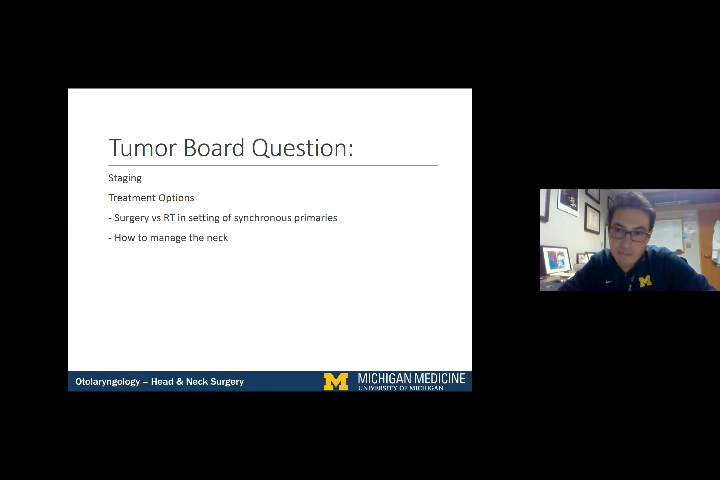 Tumor Board Question:
Staging
Treatment Options
- Surgery vs RT in setting of synchronous primaries
- How to manage the neck
Otolaryngology – Head & Neck Surgery
M MICHIGAN MEDICINE
UNIVERSITY OF MICHIGAN
M